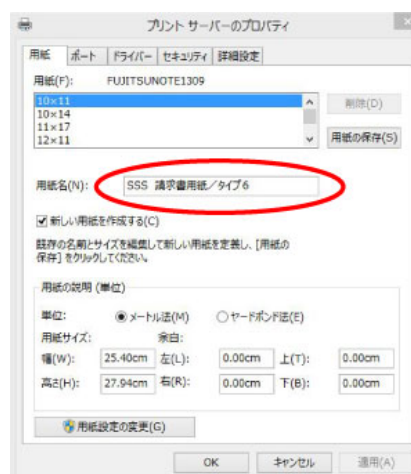 プリント サーバーのプロパティ
用紙 ポート ドライバー セキュリティ 詳細設定
用紙(F): FUJITSUNOTE1309
10×11
10×14
11×17
12×11
削除(D)
用紙の保存(S)
用紙名(N): SSS 請求書用紙/タイプ6
新しい用紙を作成する(C)
既存の名前とサイズを編集して新しい用紙を定義し、[用紙の
保存] をクリックしてください。
用紙の説明 (単位)
単位: メートル法(M) ヤードポンド法(E)
用紙サイズ: 余白:
幅(W): 25.40cm 左(L): 0.00cm 上(T): 0.00cm
高さ(H): 27.94cm 右(R): 0.00cm 下(B): 0.00cm
用紙設定の変更(G)
OK キャンセル 適用(A)